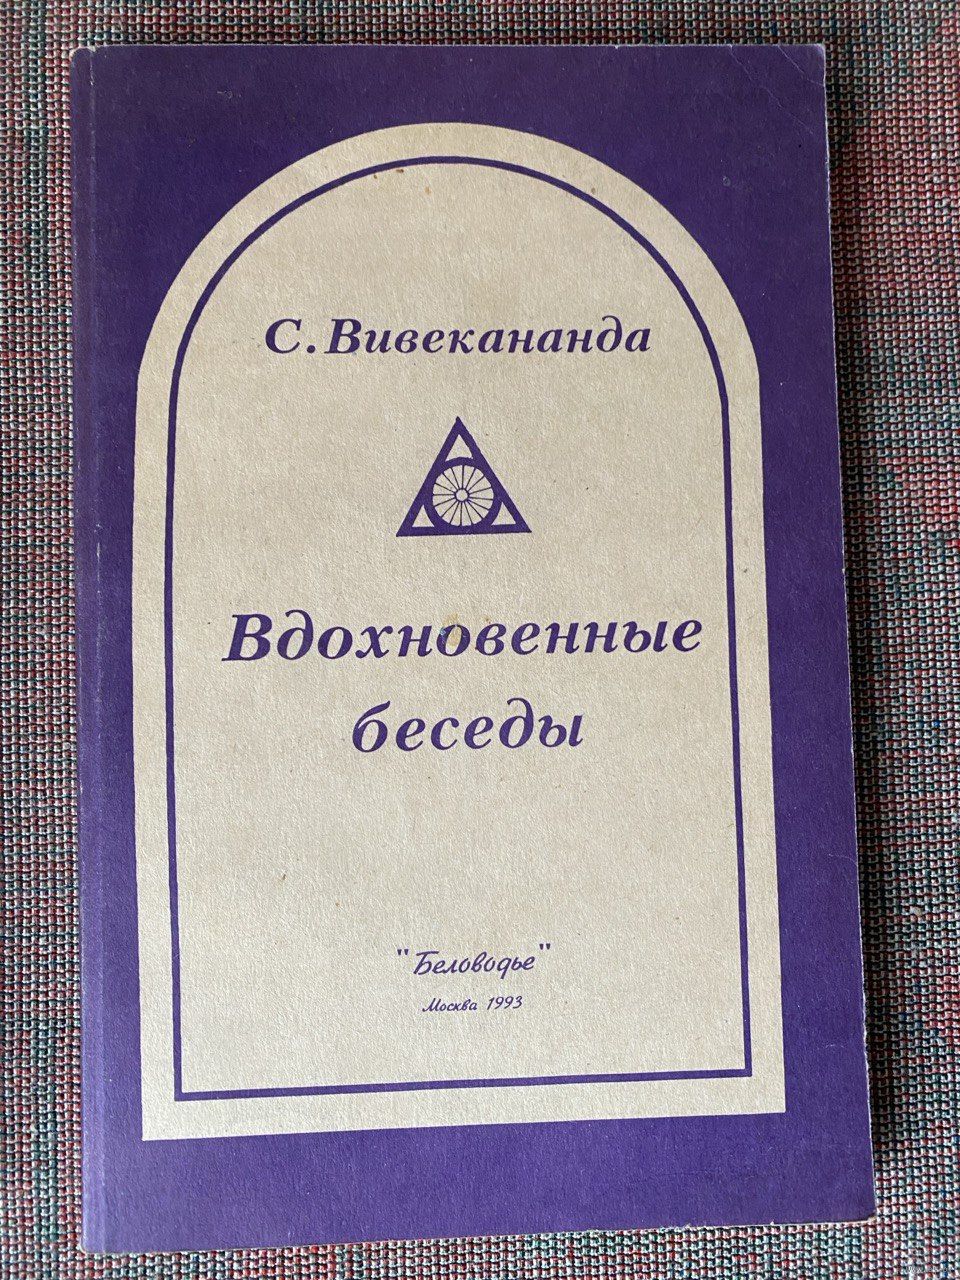 С. Вивекананда
Вдохновенные
беседы
"Беловодье"
Москва 1993